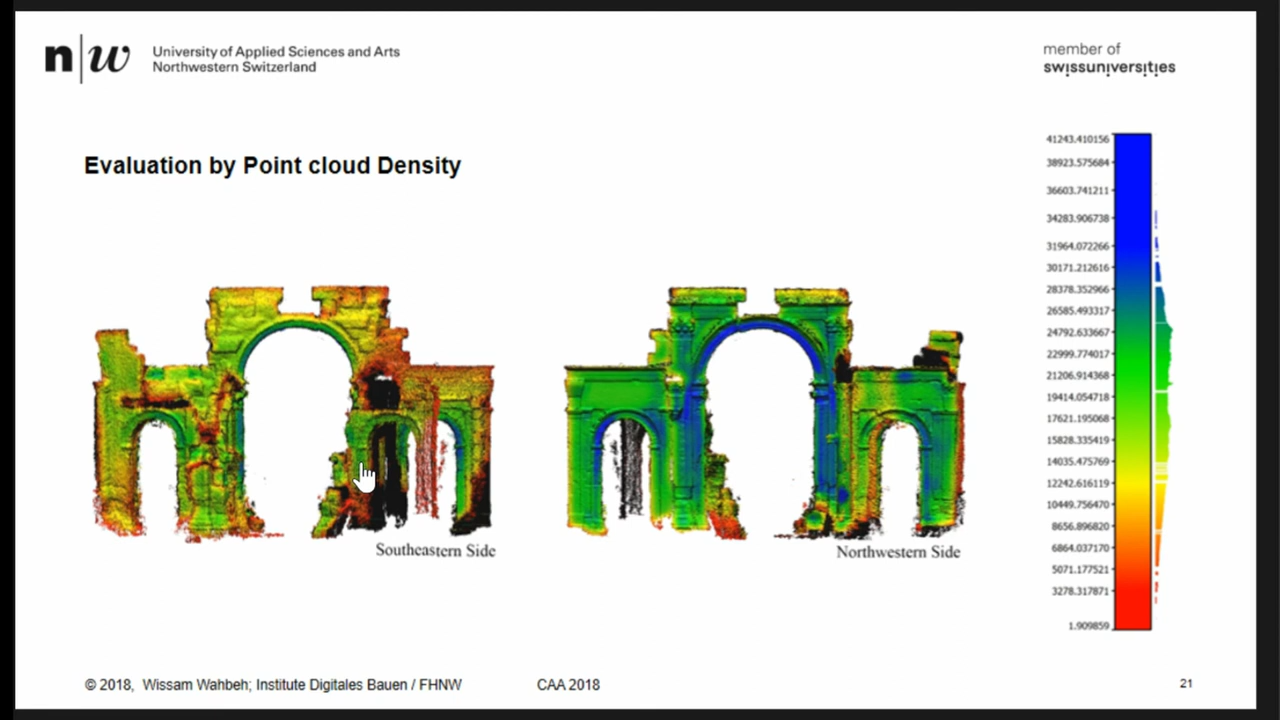 n|w
University of Applied Sciences and Arts
Northwestern Switzerland
member of
swissuniversities
Evaluation by Point cloud Density
41243.410156
38923.575684
36603.741211
34283.906738
31964.072266
30171.212616
28378.352966
26585.493317
24792.633667
22999.774017
21206.914368
19414.054718
17621.195068
15828.335419
14035.475769
12242.616119
10449.756470
8656.896820
6864.037170
5071.177521
3278.317871
1.909859
Southeastern Side
Northwestern Side
© 2018, Wissam Wahbeh; Institute Digitales Bauen / FHNW
CAA 2018
21